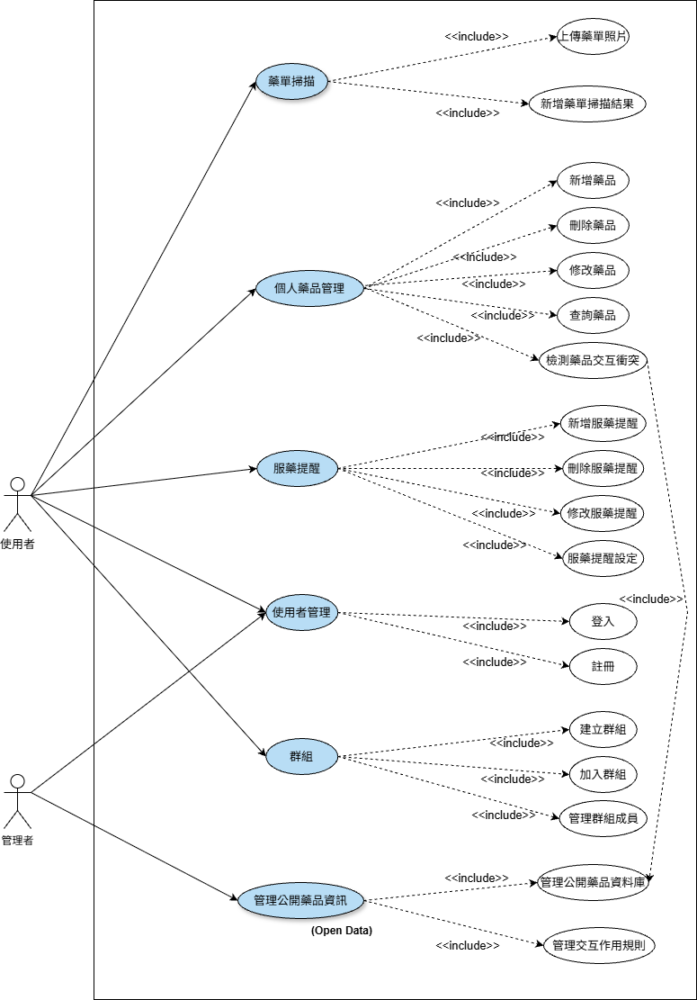 <<include>>
上傳藥單照片
藥單掃描
<<include>>
新增藥單掃描結果
新增藥品
<<include>>
刪除藥品
<<include>>
修改藥品
個人藥品管理
<<include>>
查詢藥品
<<include>>
<<include>>
檢測藥品交互衝突
新增服藥提醒
<<include>>
服藥提醒
刪除服藥提醒
<<include>>
修改服藥提醒
<<include>>
使用者
<<include>>
服藥提醒設定
<<include>>
使用者管理
登入
<<include>>
<<include>>
註冊
建立群組
<<include>>
群組
加入群組
<<include>>
<<include>>
管理群組成員
管理者
<<include>>
管理公開藥品資料庫
管理公開藥品資訊
(Open Data)
<<include>>
管理交互作用規則